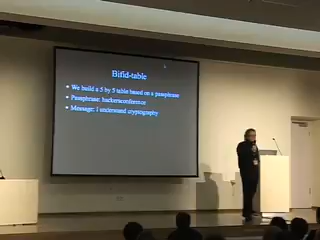 Bifid-table
• We build a 5 by 5 table based on a passphrase
• Passphrase: hackersconference
• Message: I understand cryptography